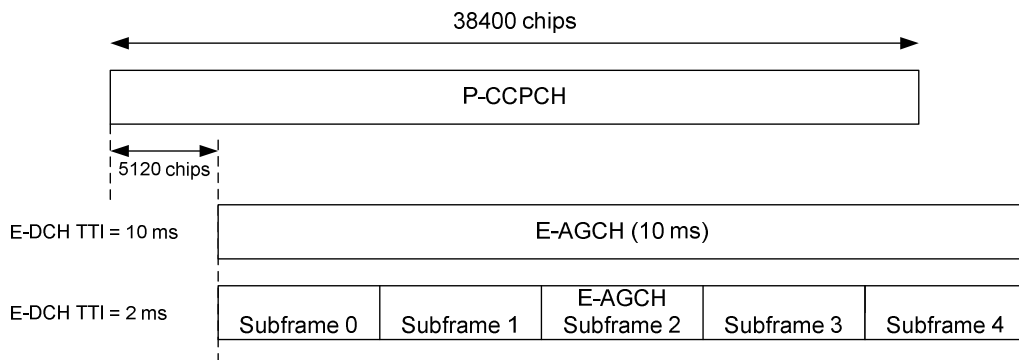 38400 chips
P-CCPCH
5120 chips
E-DCH TTI = 10 ms
E-AGCH (10 ms)
E-DCH TTI = 2 ms
Subframe 0
Subframe 1
E-AGCH
Subframe 2
Subframe 3
Subframe 4